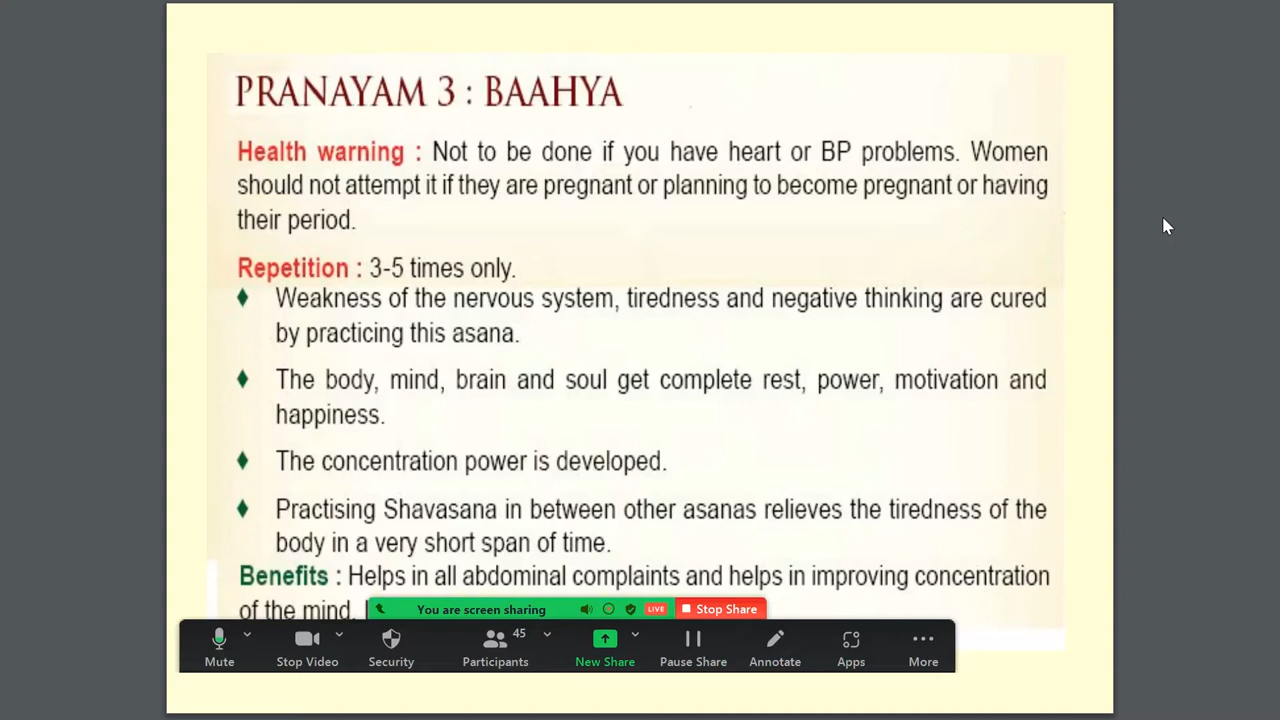 PRANAYAM 3 : BAAHYA
Health warning : Not to be done if you have heart or BP problems. Women
should not attempt it if they are pregnant or planning to become pregnant or having
their period.
Repetition : 3-5 times only.
Weakness of the nervous system, tiredness and negative thinking are cured
by practicing this asana.
The body, mind, brain and soul get complete rest, power, motivation and
happiness.
The concentration power is developed.
Practising Shavasana in between other asanas relieves the tiredness of the
body in a very short span of time.
Benefits : Helps in all abdominal complaints and helps in improving concentration
of the mind.
You are screen sharing LIVE Stop Share
45
Mute Stop Video Security Participants New Share Pause Share Annotate Apps More